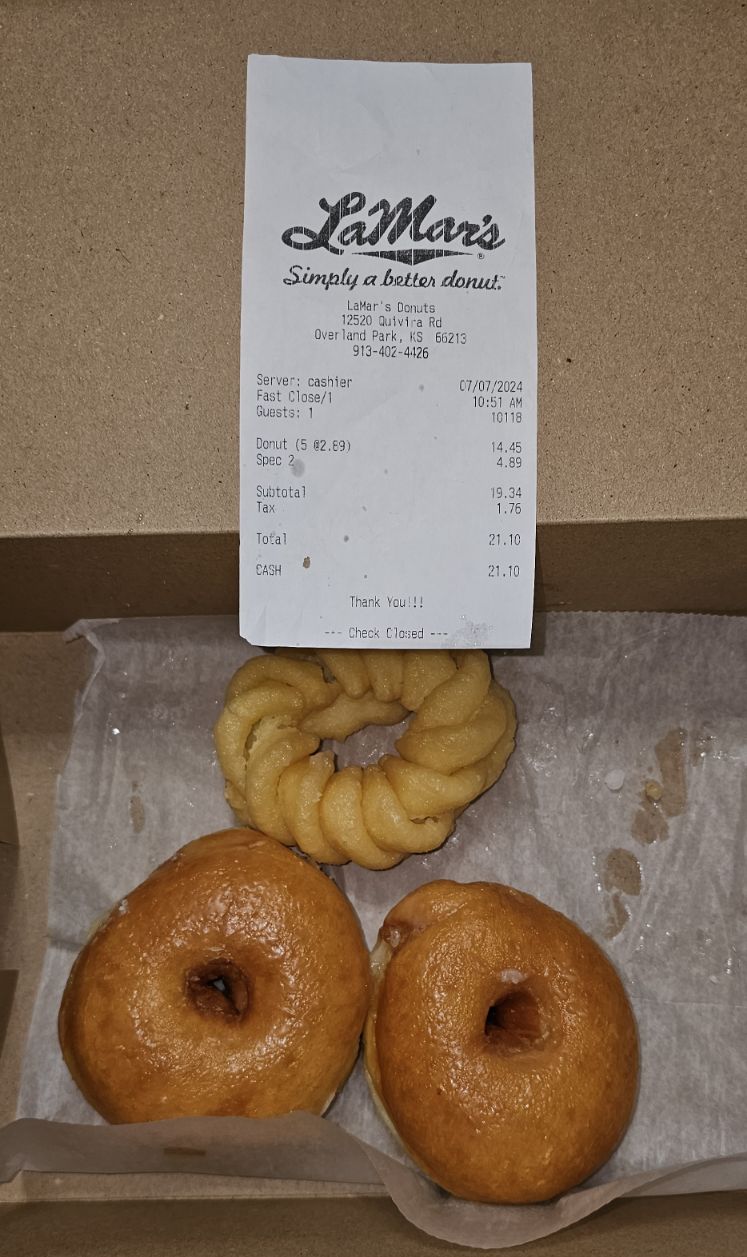 LaMar's®
Simply a better donut.™
LaMar's Donuts
12520 Quivira Rd
Overland Park, KS 66213
913-402-4426
Server: cashier 07/07/2024
Fast Close/1 10:51 AM
Guests: 1 10118
Donut (5 @2.89) 14.45
Spec 2 4.89
Subtotal 19.34
Tax 1.76
Total 21.10
CASH 21.10
Thank You!!!
--- Check Closed ---